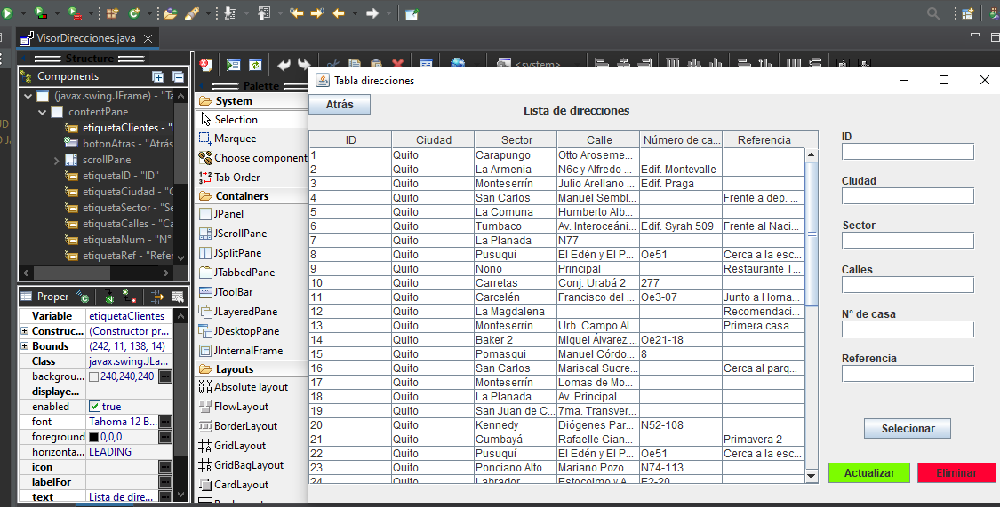 VisorDirecciones.java
Structure
Components
(javax.swing.JFrame) - "Ta
contentPane
etiquetaClientes - "
botonAtras - "Atrás
scrollPane
etiquetaID - "ID"
etiquetaCiudad - "C
etiquetaSector - "Se
etiquetaCalles - "Ca
etiquetaNum - "N°
etiquetaRef - "Refer
Proper
Variable etiquetaClientes
Construc... (Constructor pr...
Bounds (242, 11, 138, 14)
Class javax.swing.JLa...
backgrou... 240,240,240
displaye...
enabled true
font Tahoma 12 B...
foreground 0,0,0
horizonta... LEADING
icon
labelFor
text Lista de dire...
<system>
Palette
System
Selection
Marquee
Choose component
Tab Order
Containers
JPanel
JScrollPane
JSplitPane
JTabbedPane
JToolBar
JLayeredPane
JDesktopPane
JInternalFrame
Layouts
Absolute layout
FlowLayout
BorderLayout
GridLayout
GridBagLayout
CardLayout
BoxLayout
Tabla direcciones
Atrás
Lista de direcciones
ID Ciudad Sector Calle Número de ca... Referencia
1 Quito Carapungo Otto Aroseme...
2 Quito La Armenia N6c y Alfredo ... Edif. Montevalle
3 Quito Monteserrín Julio Arellano ... Edif. Praga
4 Quito San Carlos Manuel Sembl... Frente a dep. ...
5 Quito La Comuna Humberto Alb...
6 Quito Tumbaco Av. Interoceáni... Edif. Syrah 509 Frente al Naci...
7 Quito La Planada N77
8 Quito Pusuquí El Edén y El P... Oe51 Cerca a la esc...
9 Quito Nono Principal Restaurante T...
10 Quito Carretas Conj. Urabá 2 277
11 Quito Carcelén Francisco del ... Oe3-07 Junto a Horna...
12 Quito La Magdalena Recomendaci...
13 Quito Monteserrín Urb. Campo Al... Primera casa ...
14 Quito Baker 2 Miguel Álvarez ... Oe21-18
15 Quito Pomasqui Manuel Córdo... 8
16 Quito San Carlos Mariscal Sucre... Cerca al parq...
17 Quito Monteserrín Lomas de Mo...
18 Quito La Planada Av. Principal
19 Quito San Juan de C... 7ma. Transver...
20 Quito Kennedy Diógenes Par... N52-108
21 Quito Cumbayá Rafaelle Gian... Primavera 2
22 Quito Pusuquí El Edén y El P... Oe51 Cerca a la esc...
23 Quito Ponciano Alto Mariano Pozo ... N74-113
24 Quito Labrador Estocolmo y A... E2-20
ID
Ciudad
Sector
Calles
N° de casa
Referencia
Selecionar
Actualizar
Eliminar